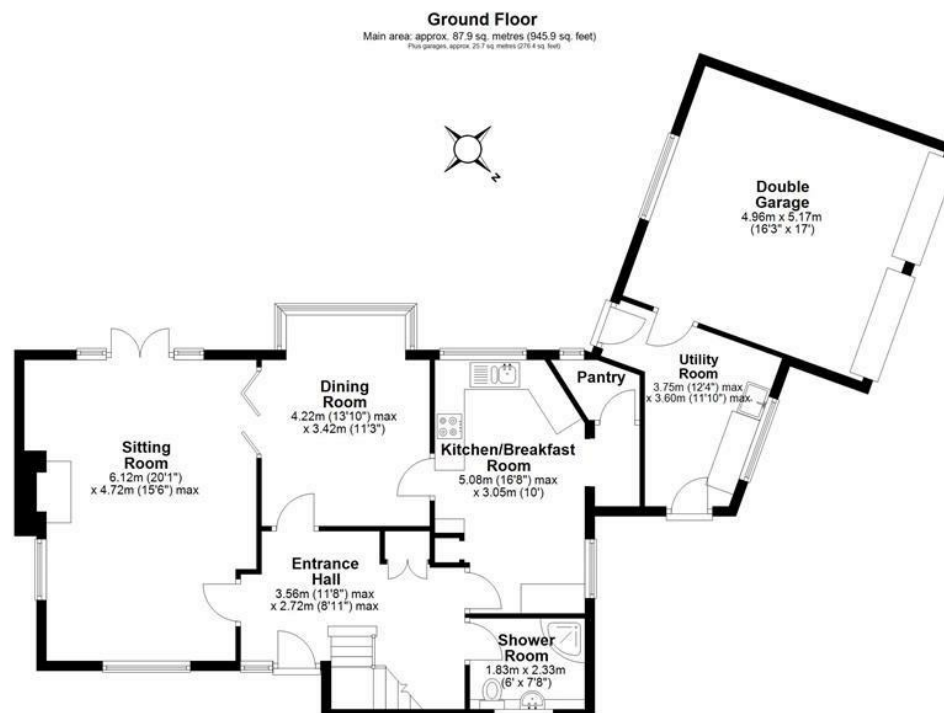 Ground Floor
Main area: approx. 87.9 sq. metres (945.9 sq. feet)
Plus garages, approx. 25.7 sq. metres (276.4 sq. feet)
N
Double
Garage
4.96m x 5.17m
(16'3" x 17')
Utility
Room
3.75m (12'4") max
x 3.60m (11'10") max
Pantry
Dining
Room
4.22m (13'10") max
x 3.42m (11'3")
Kitchen/Breakfast
Room
5.08m (16'8") max
x 3.05m (10')
Sitting
Room
6.12m (20'1")
x 4.72m (15'6") max
Entrance
Hall
3.56m (11'8") max
x 2.72m (8'11") max
Shower
Room
1.83m x 2.33m
(6' x 7'8")